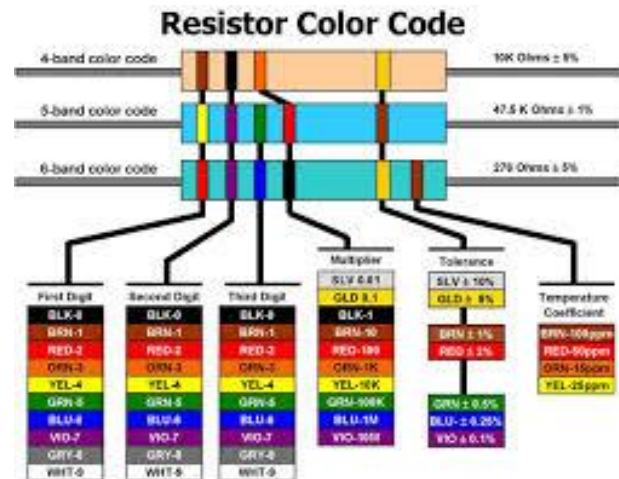 Resistor Color Code
4-band color code
10K Ohms ± 5%
5-band color code
47.5 K Ohms ± 1%
6-band color code
276 Ohms ± 5%
First Digit
BLK-0
BRN-1
RED-2
ORN-3
YEL-4
GRN-5
BLU-6
VIO-7
GRY-8
WHT-9
Second Digit
BLK-0
BRN-1
RED-2
ORN-3
YEL-4
GRN-5
BLU-6
VIO-7
GRY-8
WHT-9
Third Digit
BLK-0
BRN-1
RED-2
ORN-3
YEL-4
GRN-5
BLU-6
VIO-7
GRY-8
WHT-9
Multiplier
SLV 0.01
GLD 0.1
BLK-1
BRN-10
RED-100
ORN-1K
YEL-10K
GRN-100K
BLU-1M
VIO-10M
Tolerance
SLV ± 10%
GLD ± 5%
BRN ± 1%
RED ± 2%
GRN ± 0.5%
BLU- ± 0.25%
VIO ± 0.1%
Temperature
Coefficient
BRN-100ppm
RED-50ppm
ORN-15ppm
YEL-25ppm